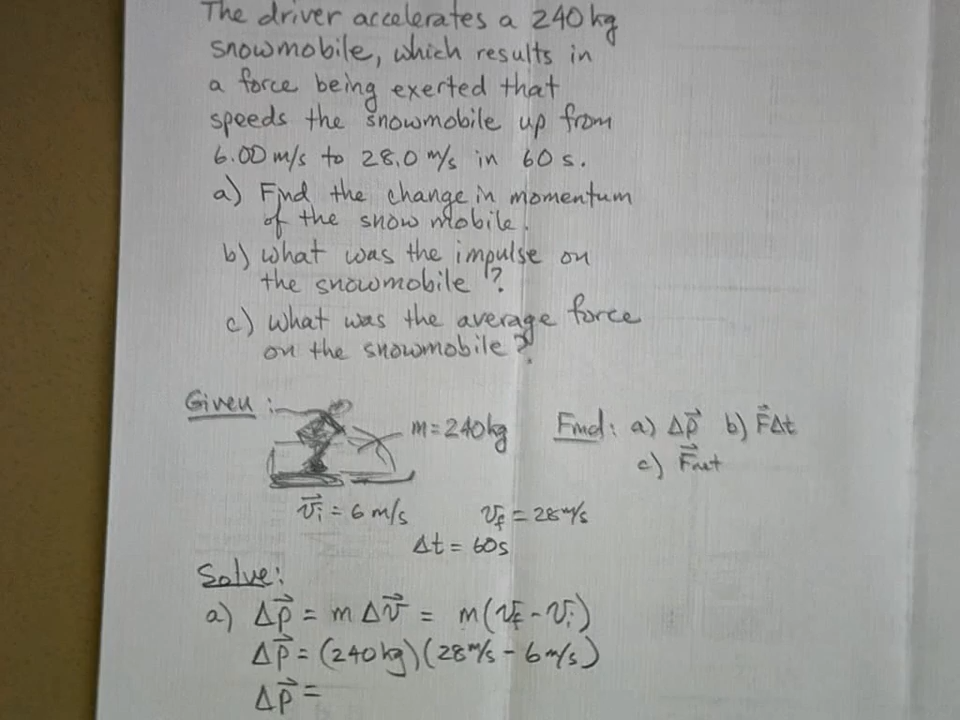 The driver accelerates a 240 kg
snowmobile, which results in
a force being exerted that
speeds the snowmobile up from
6.00 m/s to 28.0 m/s in 60 s.
a) Find the change in momentum
of the snow mobile.
b) what was the impulse on
the snowmobile ?
c) what was the average force
on the snowmobile ?
Given : m = 240 kg Find: a) Δp⃗ b) F⃗Δt
c) F⃗net
v⃗i = 6 m/s vf = 28 m/s
Δt = 60s
Solve:
a) Δp⃗ = m Δv⃗ = m(vf - vi)
Δp⃗ = (240 kg)(28 m/s - 6 m/s)
Δp⃗ =